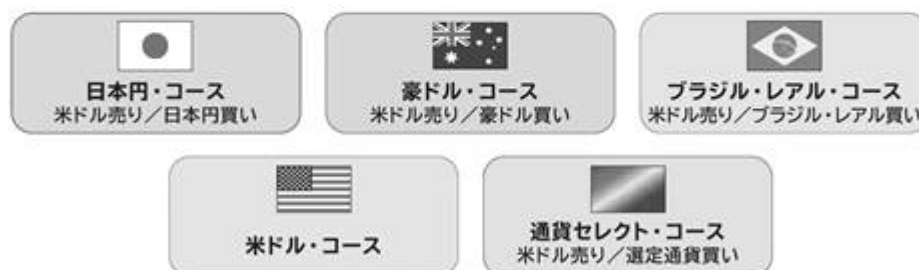 日本円・コース
米ドル売り／日本円買い
豪ドル・コース
米ドル売り／豪ドル買い
ブラジル・レアル・コース
米ドル売り／ブラジル・レアル買い
米ドル・コース
通貨セレクト・コース
米ドル売り／選定通貨買い